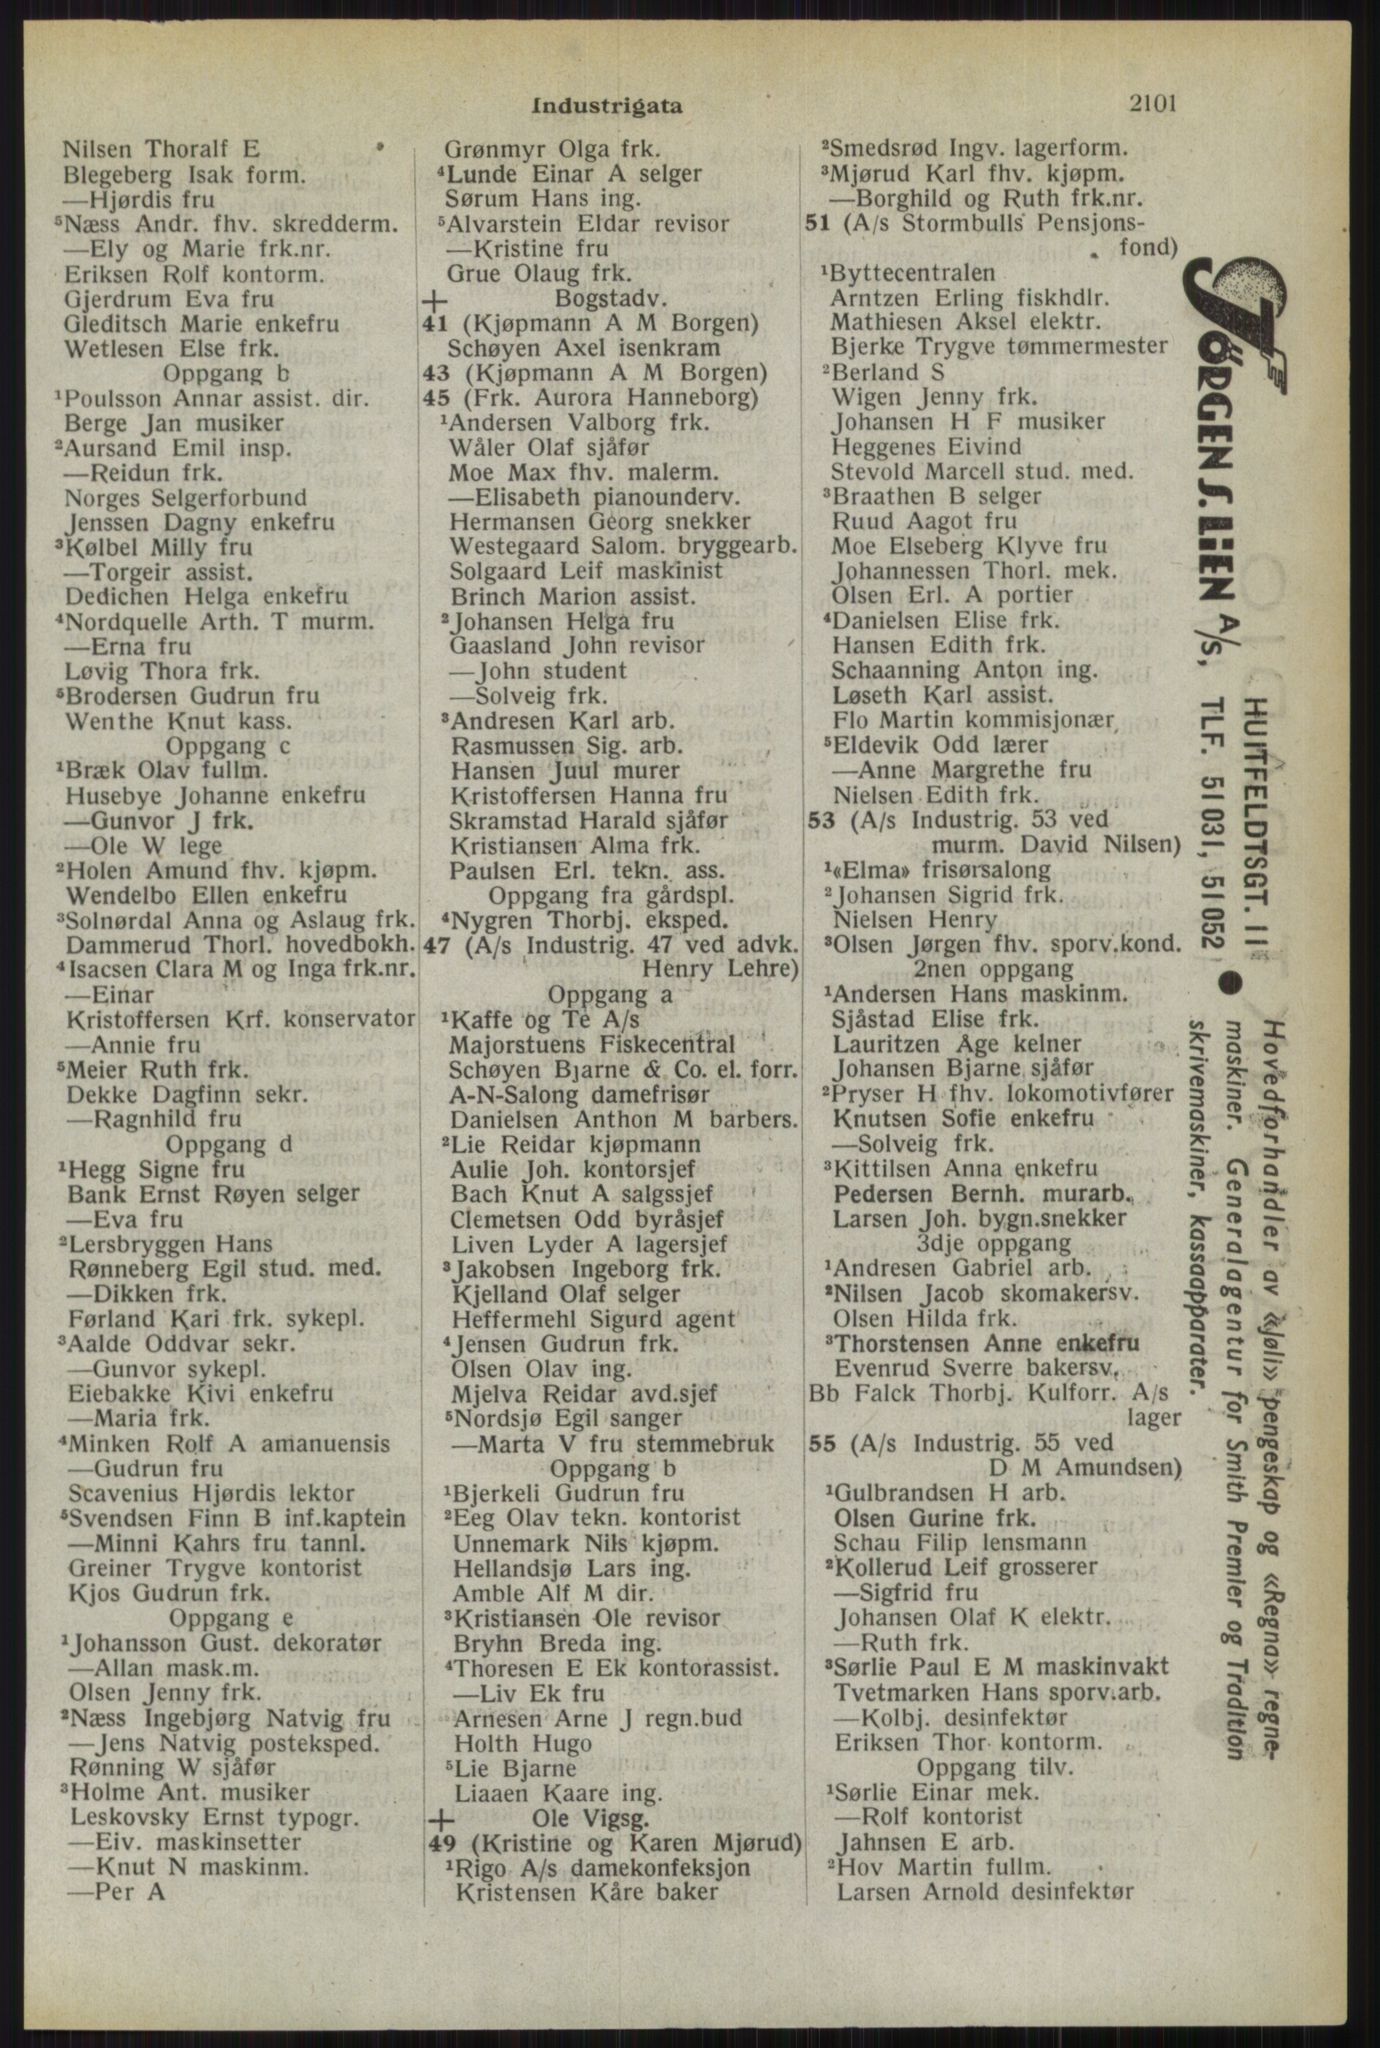 Industrigata
2101
Nilsen Thoralf E
Blegeberg Isak form.
—Hjørdis fru
⁵Næss Andr. fhv. skredderm.
—Ely og Marie frk.nr.
Eriksen Rolf kontorm.
Gjerdrum Eva fru
Gleditsch Marie enkefru
Wetlesen Else frk.
Oppgang b
¹Poulsson Annar assist. dir.
Berge Jan musiker
²Aursand Emil insp.
—Reidun frk.
Norges Selgerforbund
Jenssen Dagny enkefru
³Kølbel Milly fru
—Torgeir assist.
Dedichen Helga enkefru
⁴Nordquelle Arth. T murm.
—Erna fru
Løvig Thora frk.
⁵Brodersen Gudrun fru
Wenthe Knut kass.
Oppgang c
¹Bræk Olav fullm.
Husebye Johanne enkefru
—Gunvor J frk.
—Ole W lege
²Holen Amund fhv. kjøpm.
Wendelbo Ellen enkefru
³Solnørdal Anna og Aslaug frk.
Dammerud Thorl. hovedbokh.
⁴Isacsen Clara M og Inga frk.nr.
—Einar
Kristoffersen Krf. konservator
—Annie fru
⁵Meier Ruth frk.
Dekke Dagfinn sekr.
—Ragnhild fru
Oppgang d
¹Hegg Signe fru
Bank Ernst Røyen selger
—Eva fru
²Lersbryggen Hans
Rønneberg Egil stud. med.
—Dikken frk.
Førland Kari frk. sykepl.
³Aalde Oddvar sekr.
—Gunvor sykepl.
Eiebakke Kivi enkefru
—Maria frk.
⁴Minken Rolf A amanuensis
—Gudrun fru
Scavenius Hjørdis lektor
⁵Svendsen Finn B inf.kaptein
—Minni Kahrs fru tannl.
Greiner Trygve kontorist
Kjos Gudrun frk.
Oppgang e
¹Johansson Gust. dekoratør
—Allan mask.m.
Olsen Jenny frk.
²Næss Ingebjørg Natvig fru
—Jens Natvig posteksped.
Rønning W sjåfør
³Holme Ant. musiker
Leskovsky Ernst typogr.
—Eiv. maskinsetter
—Knut N maskinm.
—Per A
Grønmyr Olga frk.
⁴Lunde Einar A selger
Sørum Hans ing.
⁵Alvarstein Eldar revisor
—Kristine fru
Grue Olaug frk.
+ Bogstadv.
41 (Kjøpmann A M Borgen)
Schøyen Axel isenkram
43 (Kjøpmann A M Borgen)
45 (Frk. Aurora Hanneborg)
¹Andersen Valborg frk.
Wåler Olaf sjåfør
Moe Max fhv. malerm.
—Elisabeth pianounderv.
Hermansen Georg snekker
Westegaard Salom. bryggearb.
Solgaard Leif maskinist
Brinch Marion assist.
²Johansen Helga fru
Gaasland John revisor
—John student
—Solveig frk.
³Andresen Karl arb.
Rasmussen Sig. arb.
Hansen Juul murer
Kristoffersen Hanna fru
Skramstad Harald sjåfør
Kristiansen Alma frk.
Paulsen Erl. tekn. ass.
Oppgang fra gårdspl.
⁴Nygren Thorbj. eksped.
47 (A/s Industrig. 47 ved advk.
Henry Lehre)
Oppgang a
¹Kaffe og Te A/s
Majorstuens Fiskecentral
Schøyen Bjarne & Co. el. forr.
A-N-Salong damefrisør
Danielsen Anthon M barbers.
²Lie Reidar kjøpmann
Aulie Joh. kontorsjef
Bach Knut A salgssjef
Clemetsen Odd byråsjef
Liven Lyder A lagersjef
³Jakobsen Ingeborg frk.
Kjelland Olaf selger
Heffermehl Sigurd agent
⁴Jensen Gudrun frk.
Olsen Olav ing.
Mjelva Reidar avd.sjef
⁵Nordsjø Egil sanger
—Marta V fru stemmebruk
Oppgang b
¹Bjerkeli Gudrun fru
²Eeg Olav tekn. kontorist
Unnemark Nils kjøpm.
Hellandsjø Lars ing.
Amble Alf M dir.
³Kristiansen Ole revisor
Bryhn Breda ing.
⁴Thoresen E Ek kontorassist.
—Liv Ek fru
Arnesen Arne J regn.bud
Holth Hugo
⁵Lie Bjarne
Liaaen Kaare ing.
+ Ole Vigsg.
49 (Kristine og Karen Mjørud)
¹Rigo A/s damekonfeksjon
Kristensen Kåre baker
²Smedsrød Ingv. lagerform.
³Mjørud Karl fhv. kjøpm.
—Borghild og Ruth frk.nr.
51 (A/s Stormbulls Pensjons-
fond)
¹Byttecentralen
Arntzen Erling fiskhdlr.
Mathiesen Aksel elektr.
Bjerke Trygve tømmermester
²Berland S
Wigen Jenny frk.
Johansen H F musiker
Heggenes Eivind
Stevold Marcell stud. med.
³Braathen B selger
Ruud Aagot fru
Moe Elseberg Klyve fru
Johannessen Thorl. mek.
Olsen Erl. A portier
⁴Danielsen Elise frk.
Hansen Edith frk.
Schaanning Anton ing.
Løseth Karl assist.
Flo Martin kommisjonær
⁵Eldevik Odd lærer
—Anne Margrethe fru
Nielsen Edith frk.
53 (A/s Industrig. 53 ved
murm. David Nilsen)
¹«Elma» frisørsalong
²Johansen Sigrid frk.
Nielsen Henry
³Olsen Jørgen fhv. sporv.kond.
2nen oppgang
¹Andersen Hans maskinm.
Sjåstad Elise frk.
Lauritzen Åge kelner
Johansen Bjarne sjåfør
²Pryser H fhv. lokomotivfører
Knutsen Sofie enkefru
—Solveig frk.
³Kittilsen Anna enkefru
Pedersen Bernh. murarb.
Larsen Joh. bygn.snekker
3dje oppgang
¹Andresen Gabriel arb.
²Nilsen Jacob skomakersv.
Olsen Hilda frk.
³Thorstensen Anne enkefru
Evenrud Sverre bakersv.
Bb Falck Thorbj. Kulforr. A/s
lager
55 (A/s Industrig. 55 ved
D M Amundsen)
¹Gulbrandsen H arb.
Olsen Gurine frk.
Schau Filip lensmann
²Kollerud Leif grosserer
—Sigfrid fru
Johansen Olaf K elektr.
—Ruth frk.
³Sørlie Paul E M maskinvakt
Tvetmarken Hans sporv.arb.
—Kolbj. desinfektør
Eriksen Thor kontorm.
Oppgang tilv.
¹Sørlie Einar mek.
—Rolf kontorist
Jahnsen E arb.
²Hov Martin fullm.
Larsen Arnold desinfektør
JØRGEN S. LIEN A/s,
HUITFELDTSGT. 11
TLF. 51 031, 51 052 ●
Hovedforhandler av «Jøli» pengeskap og «Regna» regne-
maskiner. Generalagentur for Smith Premier og Tradition
skrivemaskiner, kassaapparater.